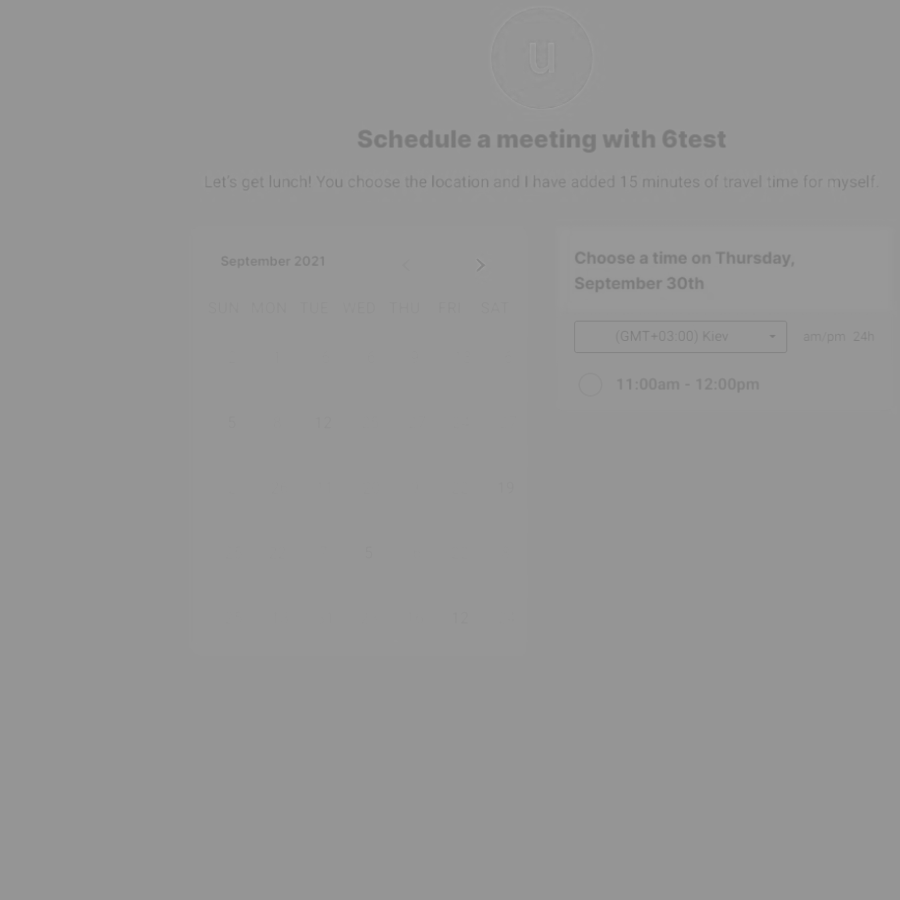 u
Schedule a meeting with 6test
Let's get lunch! You choose the location and I have added 15 minutes of travel time for myself.
September 2021
SUN MON TUE WED THU FRI SAT
12
19
5
Choose a time on Thursday,
September 30th
(GMT+03:00) Kiev
am/pm 24h
11:00am - 12:00pm